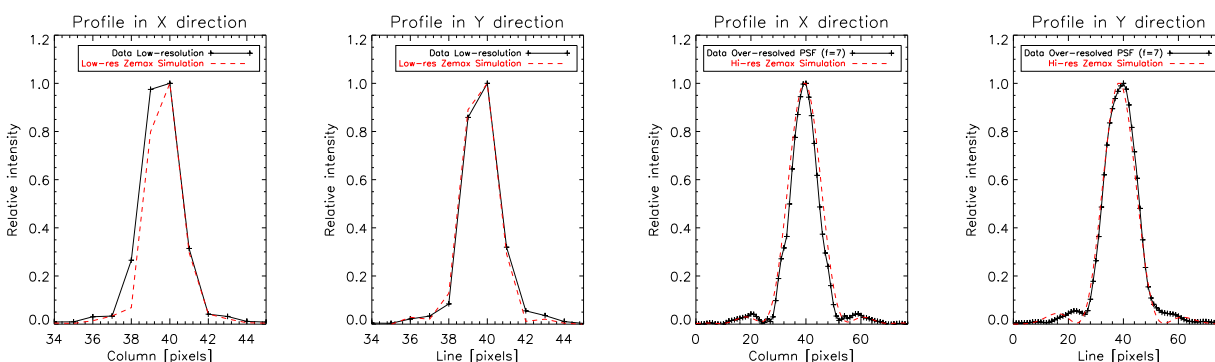 Profile in X direction
1.2
1.0
0.8
0.6
0.4
0.2
0.0
Relative intensity
Data Low-resolution
Low-res Zemax Simulation
34 36 38 40 42 44
Column [pixels]
Profile in Y direction
1.2
1.0
0.8
0.6
0.4
0.2
0.0
Relative intensity
Data Low-resolution
Low-res Zemax Simulation
34 36 38 40 42 44
Line [pixels]
Profile in X direction
1.2
1.0
0.8
0.6
0.4
0.2
0.0
Relative intensity
Data Over-resolved PSF (f=7)
Hi-res Zemax Simulation
0 20 40 60
Column [pixels]
Profile in Y direction
1.2
1.0
0.8
0.6
0.4
0.2
0.0
Relative intensity
Data Over-resolved PSF (f=7)
Hi-res Zemax Simulation
0 20 40 60
Line [pixels]